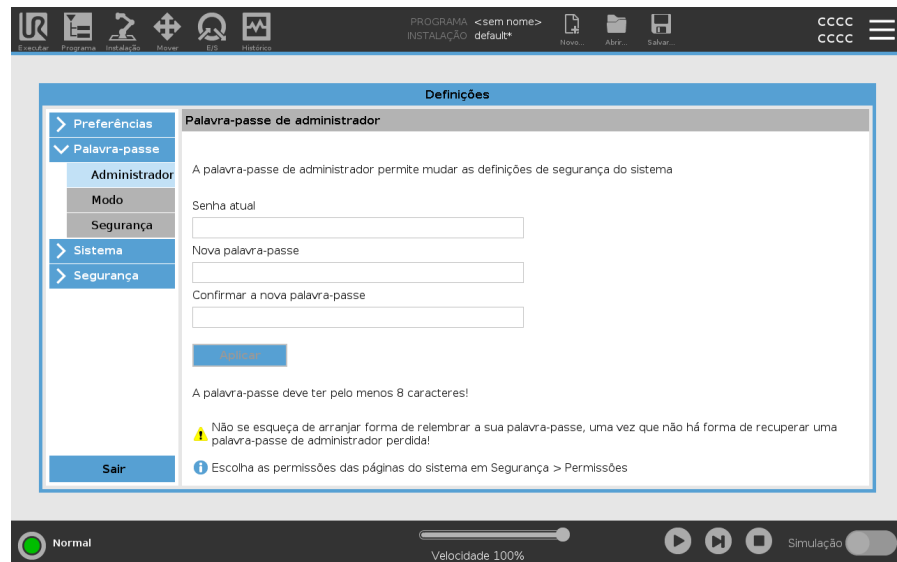 PROGRAMA <sem nome>
INSTALAÇÃO default*
CCCC
CCCC
Executar Programa Instalação Mover E/S Histórico Novo... Abrir... Salvar...
Definições
Preferências
Palavra-passe
Administrador
Modo
Segurança
Sistema
Segurança
Sair
Palavra-passe de administrador
A palavra-passe de administrador permite mudar as definições de segurança do sistema
Senha atual
Nova palavra-passe
Confirmar a nova palavra-passe
Aplicar
A palavra-passe deve ter pelo menos 8 caracteres!
Não se esqueça de arranjar forma de relembrar a sua palavra-passe, uma vez que não há forma de recuperar uma
palavra-passe de administrador perdida!
Escolha as permissões das páginas do sistema em Segurança > Permissões
Normal
Velocidade 100%
Simulação